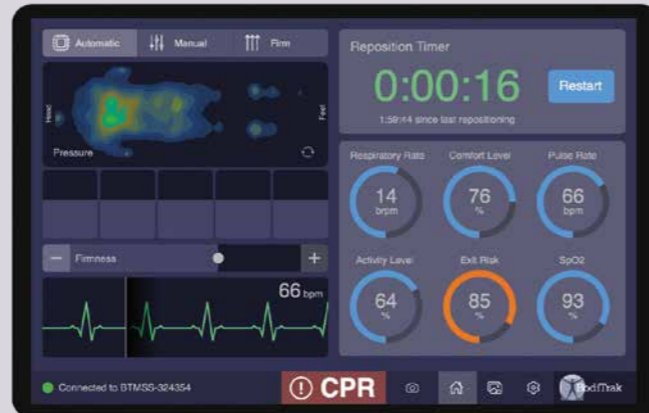 Automatic
Manual
Firm
Head
Feet
Pressure
Firmness
66 bpm
Reposition Timer
0:00:16
Restart
1:59:44 since last repositioning
Respiratory Rate
14
brpm
Comfort Level
76
%
Pulse Rate
66
bpm
Activity Level
64
%
Exit Risk
85
%
SpO2
93
%
Connected to BTMSS-324354
CPR
BodiTrak